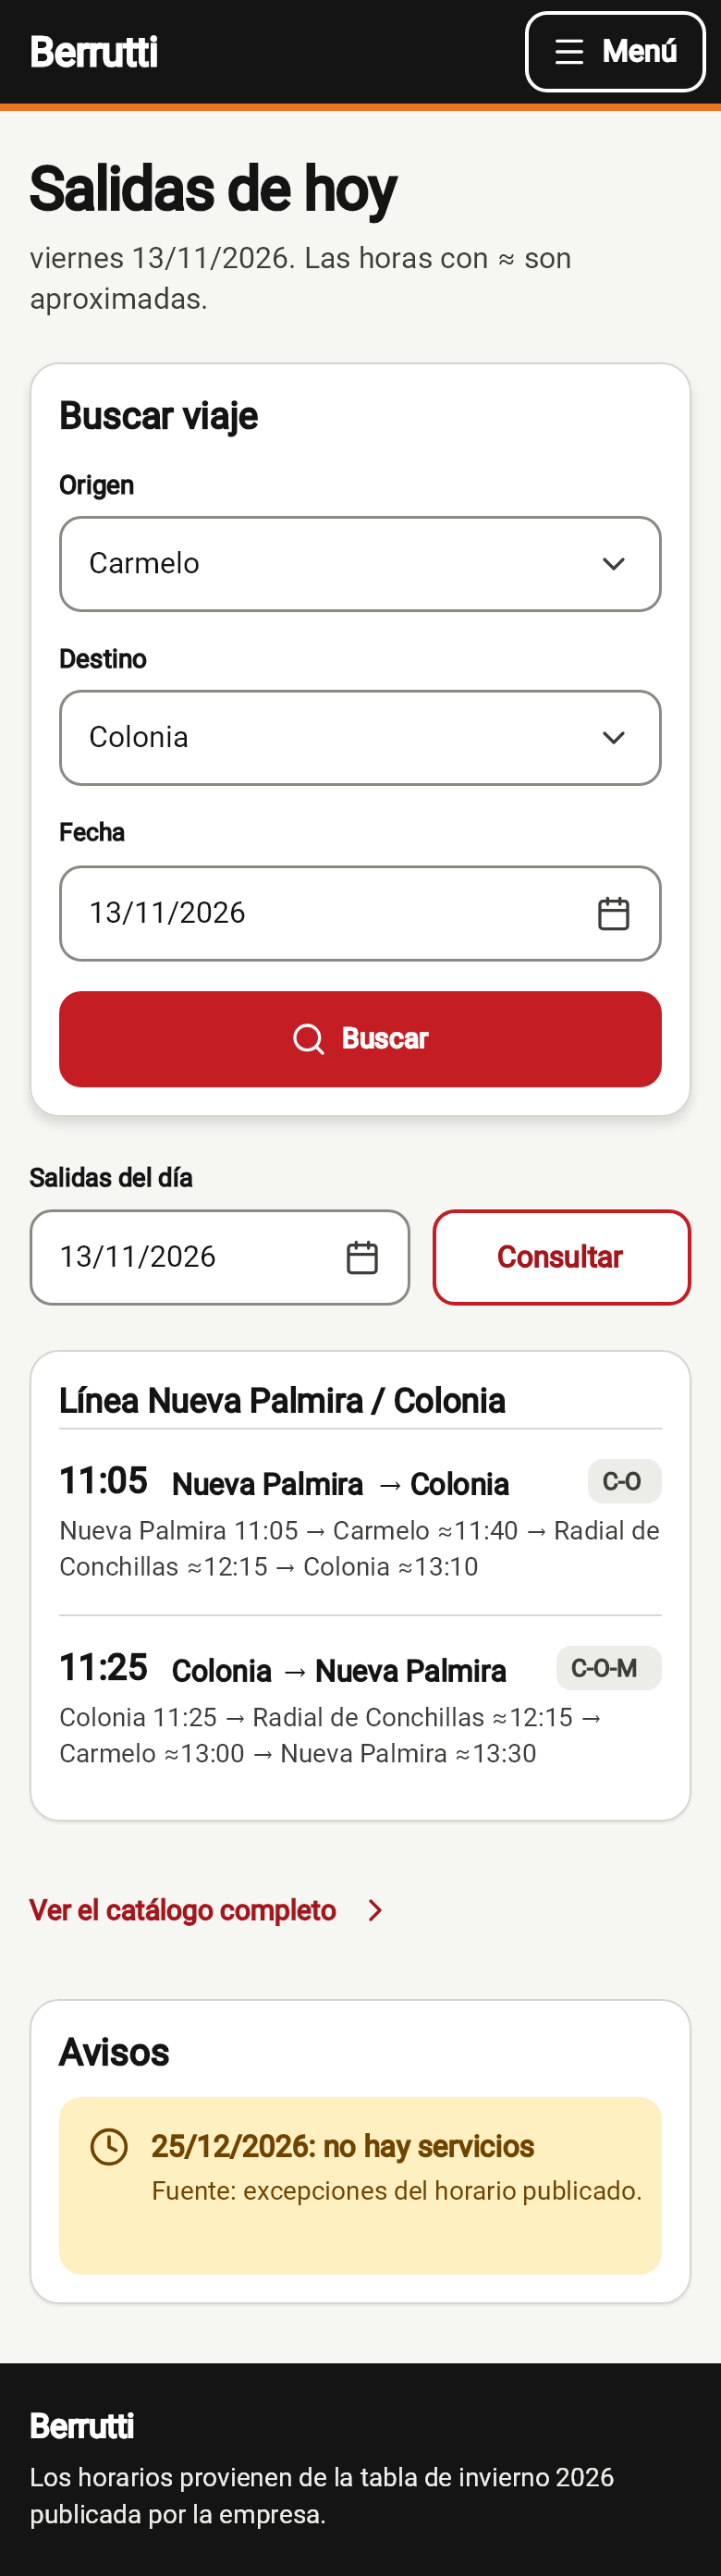 Berrutti
Menú
Salidas de hoy
viernes 13/11/2026. Las horas con ≈ son
aproximadas.
Buscar viaje
Origen
Carmelo
Destino
Colonia
Fecha
13/11/2026
Buscar
Salidas del día
13/11/2026
Consultar
Línea Nueva Palmira / Colonia
11:05 Nueva Palmira → Colonia C-O
Nueva Palmira 11:05 → Carmelo ≈11:40 → Radial de
Conchillas ≈12:15 → Colonia ≈13:10
11:25 Colonia → Nueva Palmira C-O-M
Colonia 11:25 → Radial de Conchillas ≈12:15 →
Carmelo ≈13:00 → Nueva Palmira ≈13:30
Ver el catálogo completo
Avisos
25/12/2026: no hay servicios
Fuente: excepciones del horario publicado.
Berrutti
Los horarios provienen de la tabla de invierno 2026
publicada por la empresa.